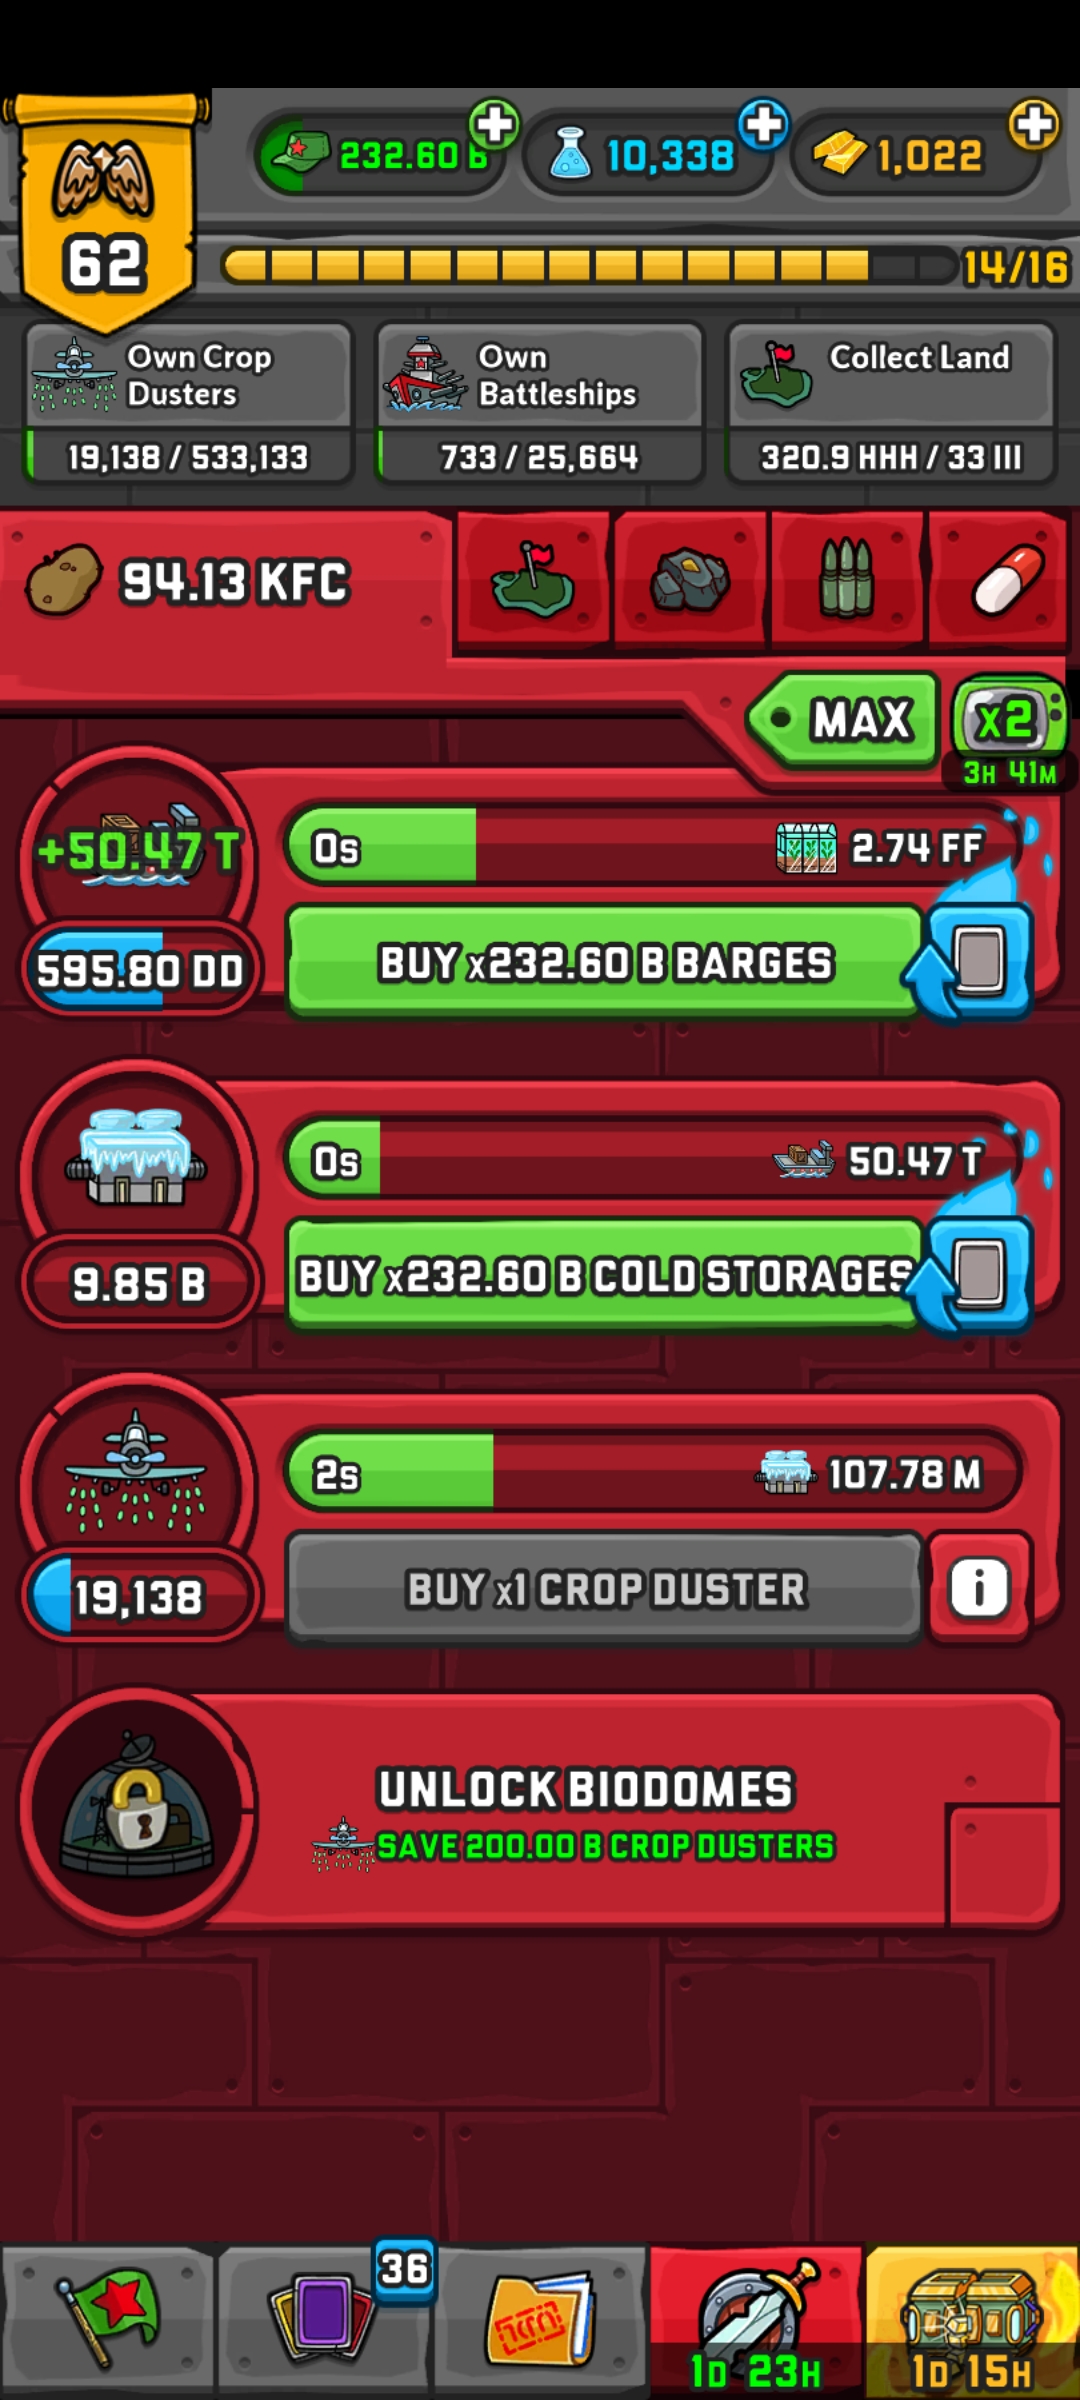 232.60 B
10,338
1,022
62
14/16
Own Crop
Dusters
19,138 / 533,133
Own
Battleships
733 / 25,664
Collect Land
320.9 HHH / 33 III
94.13 KFC
MAX
x2
3H 41M
+50.47 T
0s
2.74 FF
595.80 DD
BUY x232.60 B BARGES
0s
50.47 T
9.85 B
BUY x232.60 B COLD STORAGES
2s
107.78 M
19,138
BUY x1 CROP DUSTER
i
UNLOCK BIODOMES
SAVE 200.00 B CROP DUSTERS
36
1D 23H
1D 15H